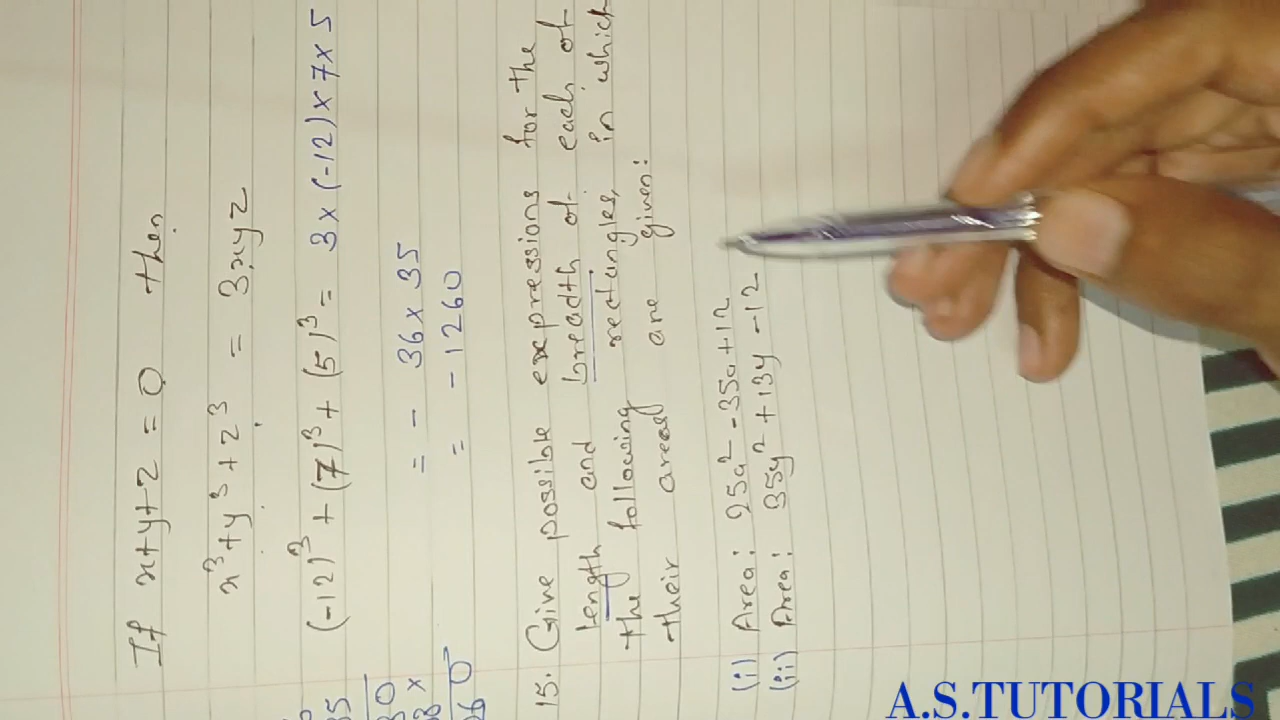 If x+y+z = 0 then
x³+y³+z³ = 3xyz
(-12)³ + (7)³ + (5)³ = 3 x (-12) x 7 x 5
= - 36 x 35
= - 1260
35
60
15. Give possible expressions for the
length and breadth of each of
the following rectangles, in which
their areas are given:
(i) Area: 25a² - 35a + 12
(ii) Area: 35y² + 13y - 12
A.S.TUTORIALS